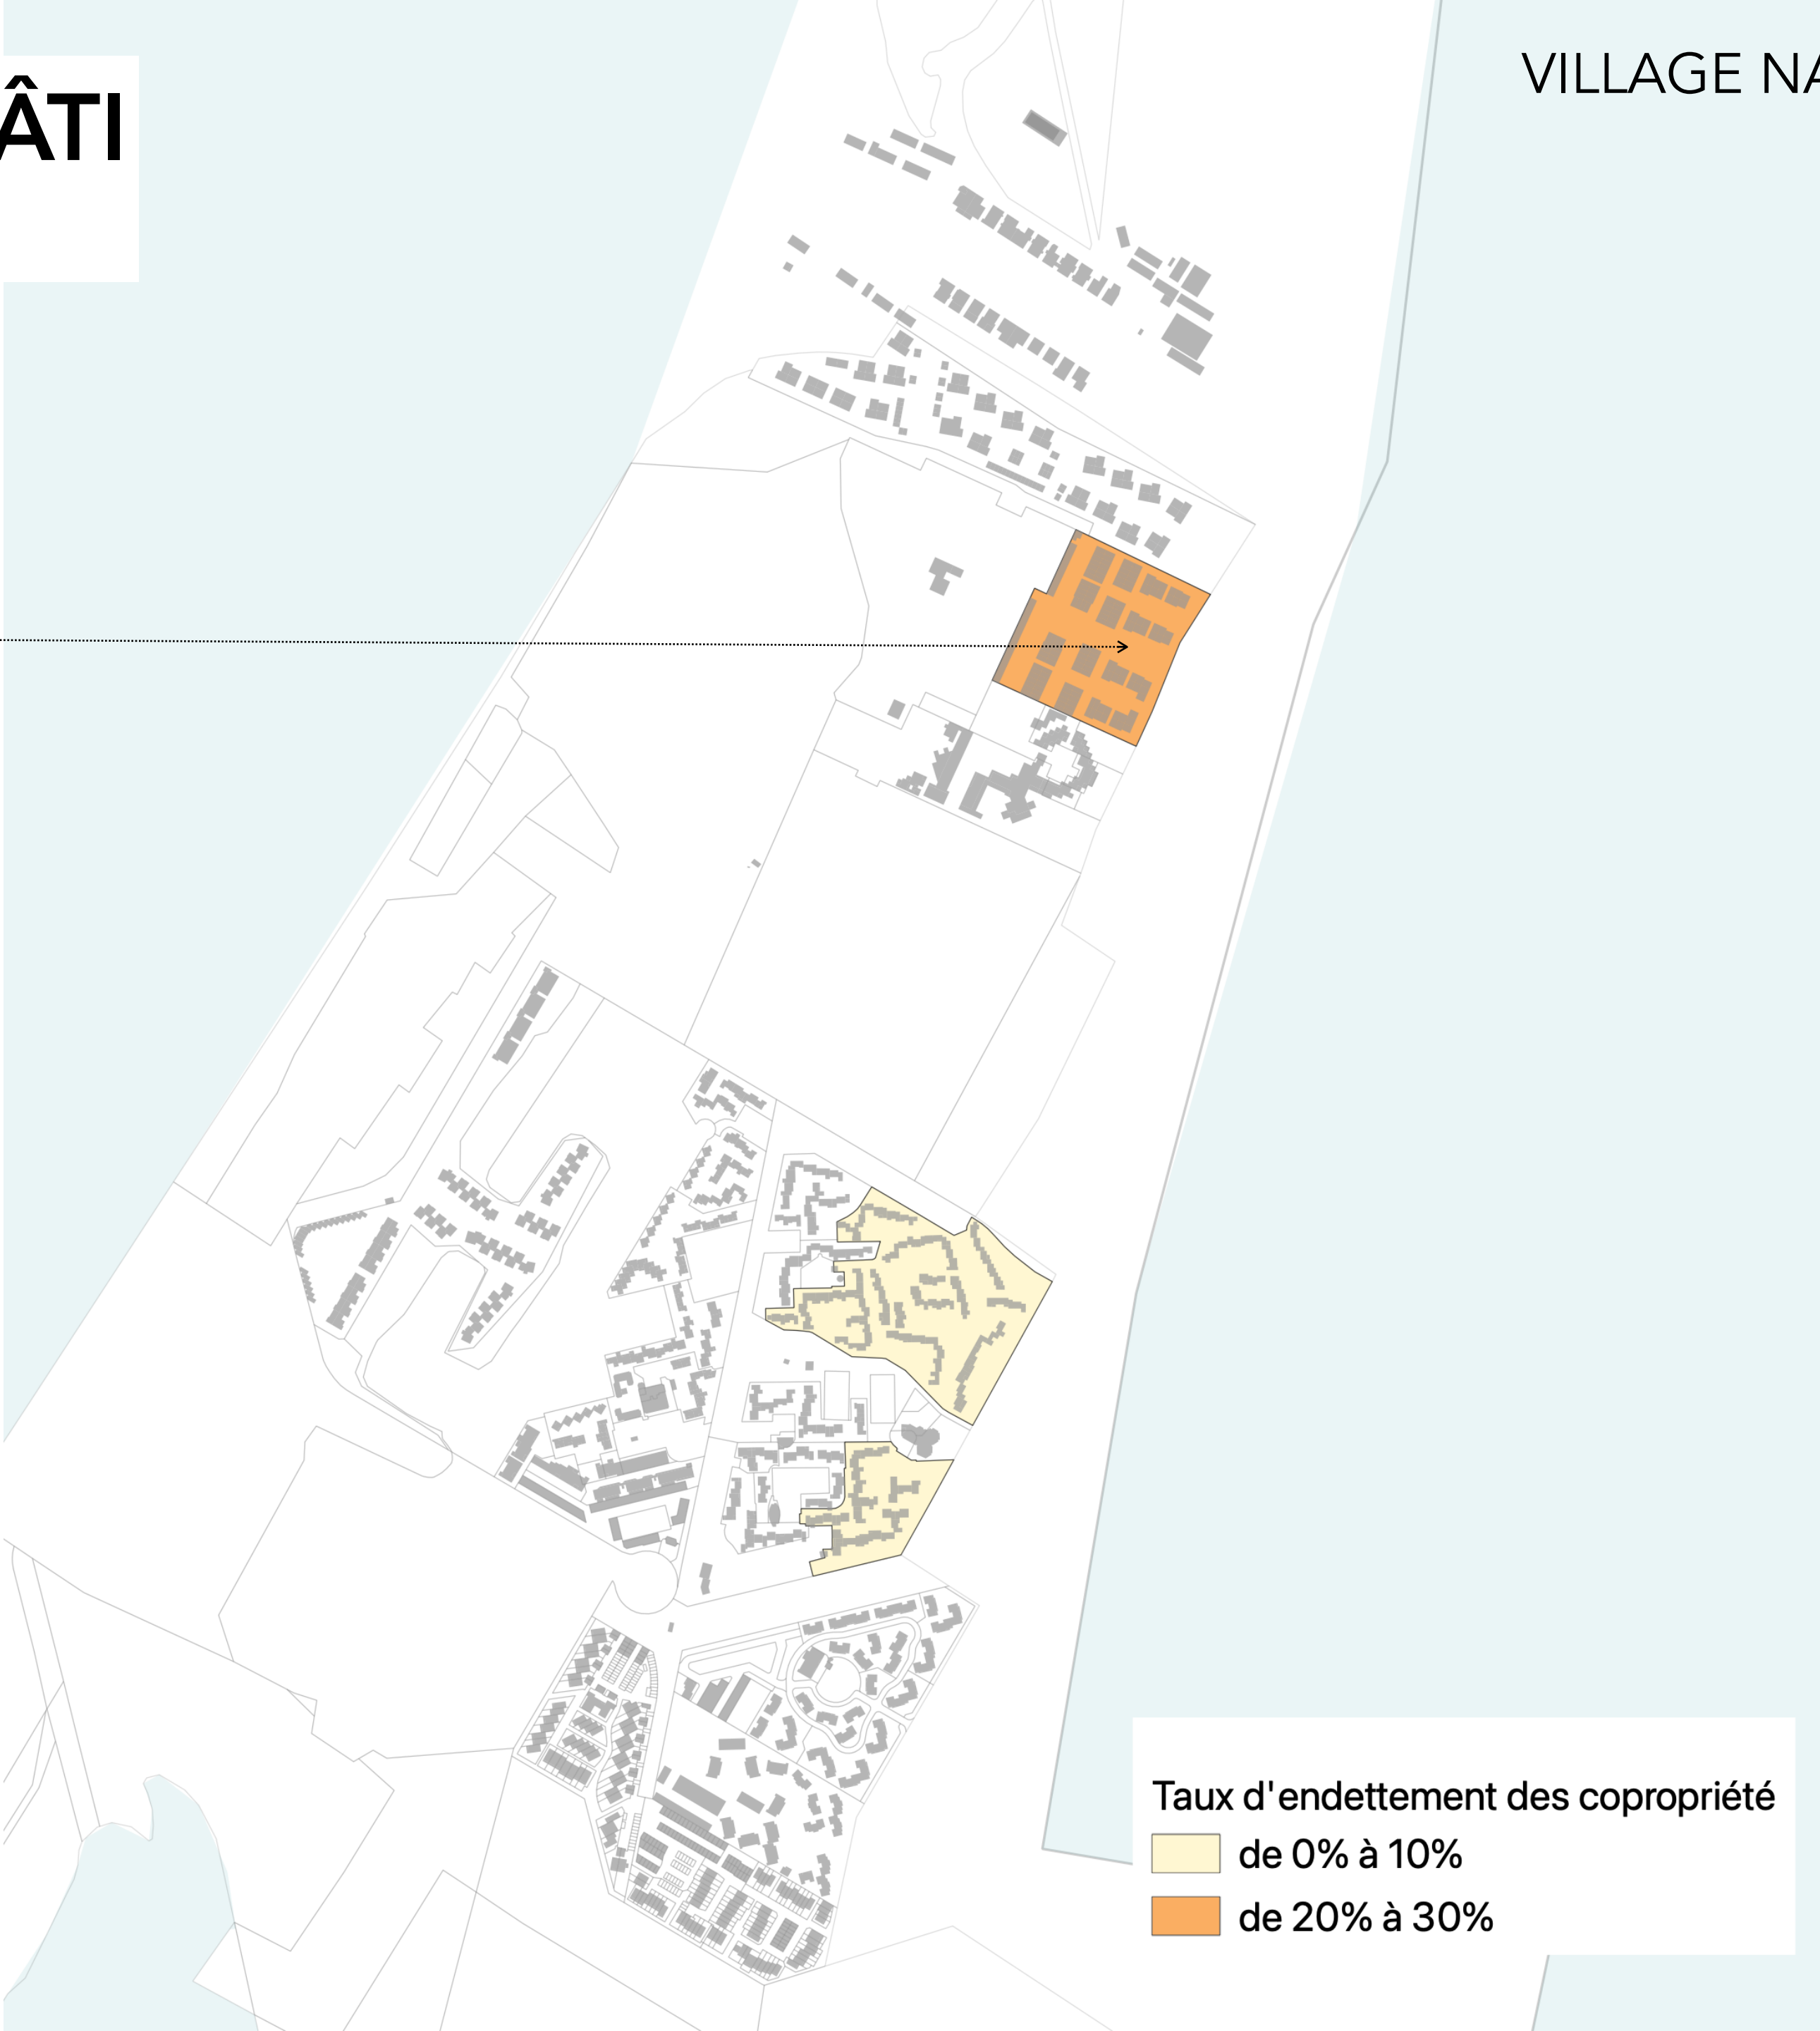 ÂTI
VILLAGE NA
Taux d'endettement des copropriété
de 0% à 10%
de 20% à 30%